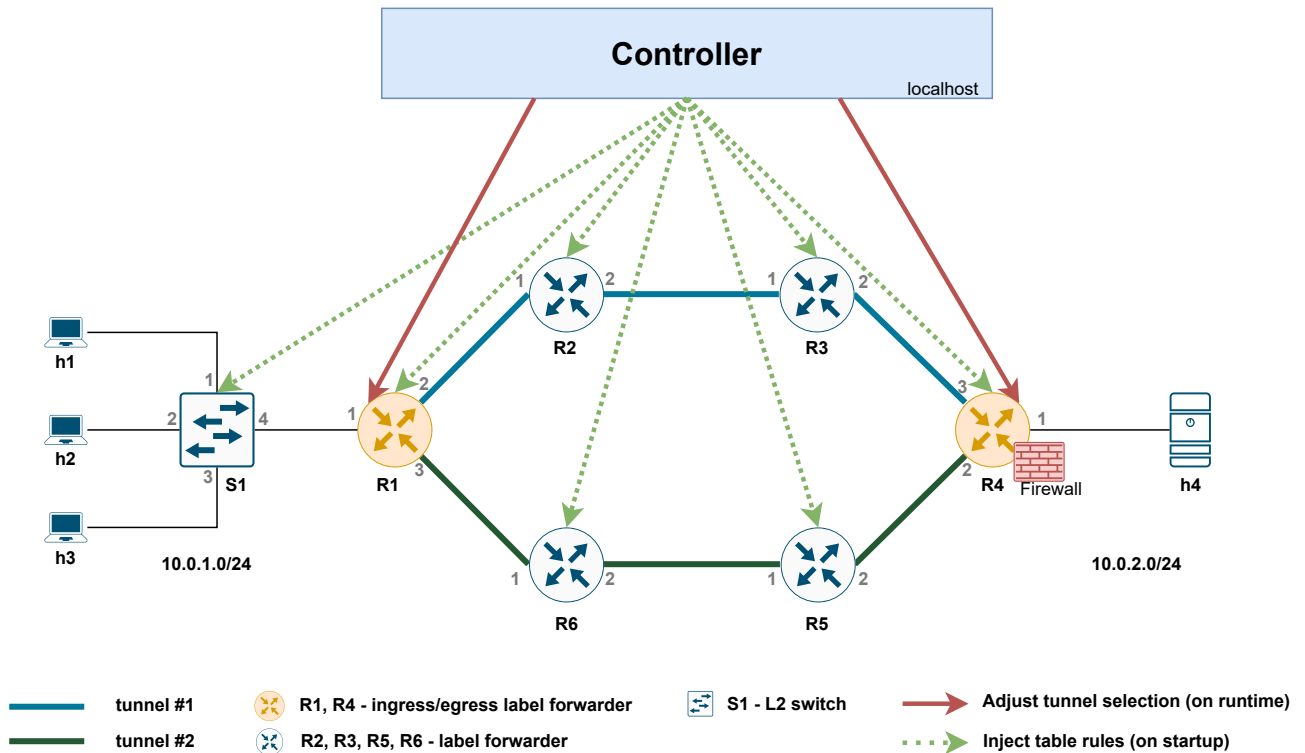 Controller
localhost
1
2
1
2
R2
R3
h1
1
2
3
2
4
1
1
h2
3
S1
R1
3
2
R4
Firewall
h4
h3
10.0.1.0/24
1
2
1
2
10.0.2.0/24
R6
R5
tunnel #1
R1, R4 - ingress/egress label forwarder
S1 - L2 switch
Adjust tunnel selection (on runtime)
tunnel #2
R2, R3, R5, R6 - label forwarder
Inject table rules (on startup)